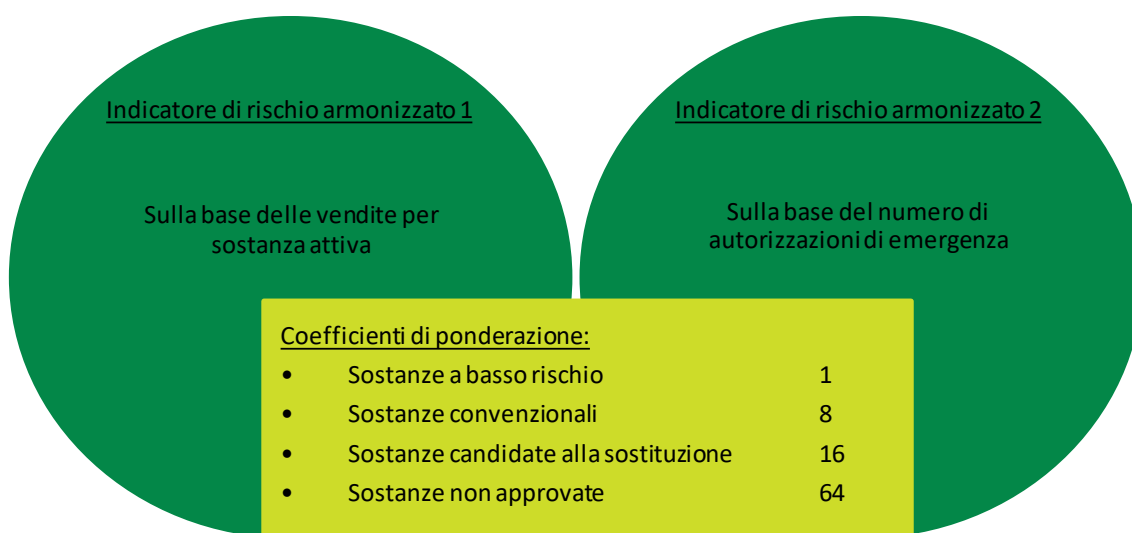 Indicatore di rischio armonizzato 1
Sulla base delle vendite per
sostanza attiva
Indicatore di rischio armonizzato 2
Sulla base del numero di
autorizzazioni di emergenza
Coefficienti di ponderazione:
• Sostanze a basso rischio 1
• Sostanze convenzionali 8
• Sostanze candidate alla sostituzione 16
• Sostanze non approvate 64